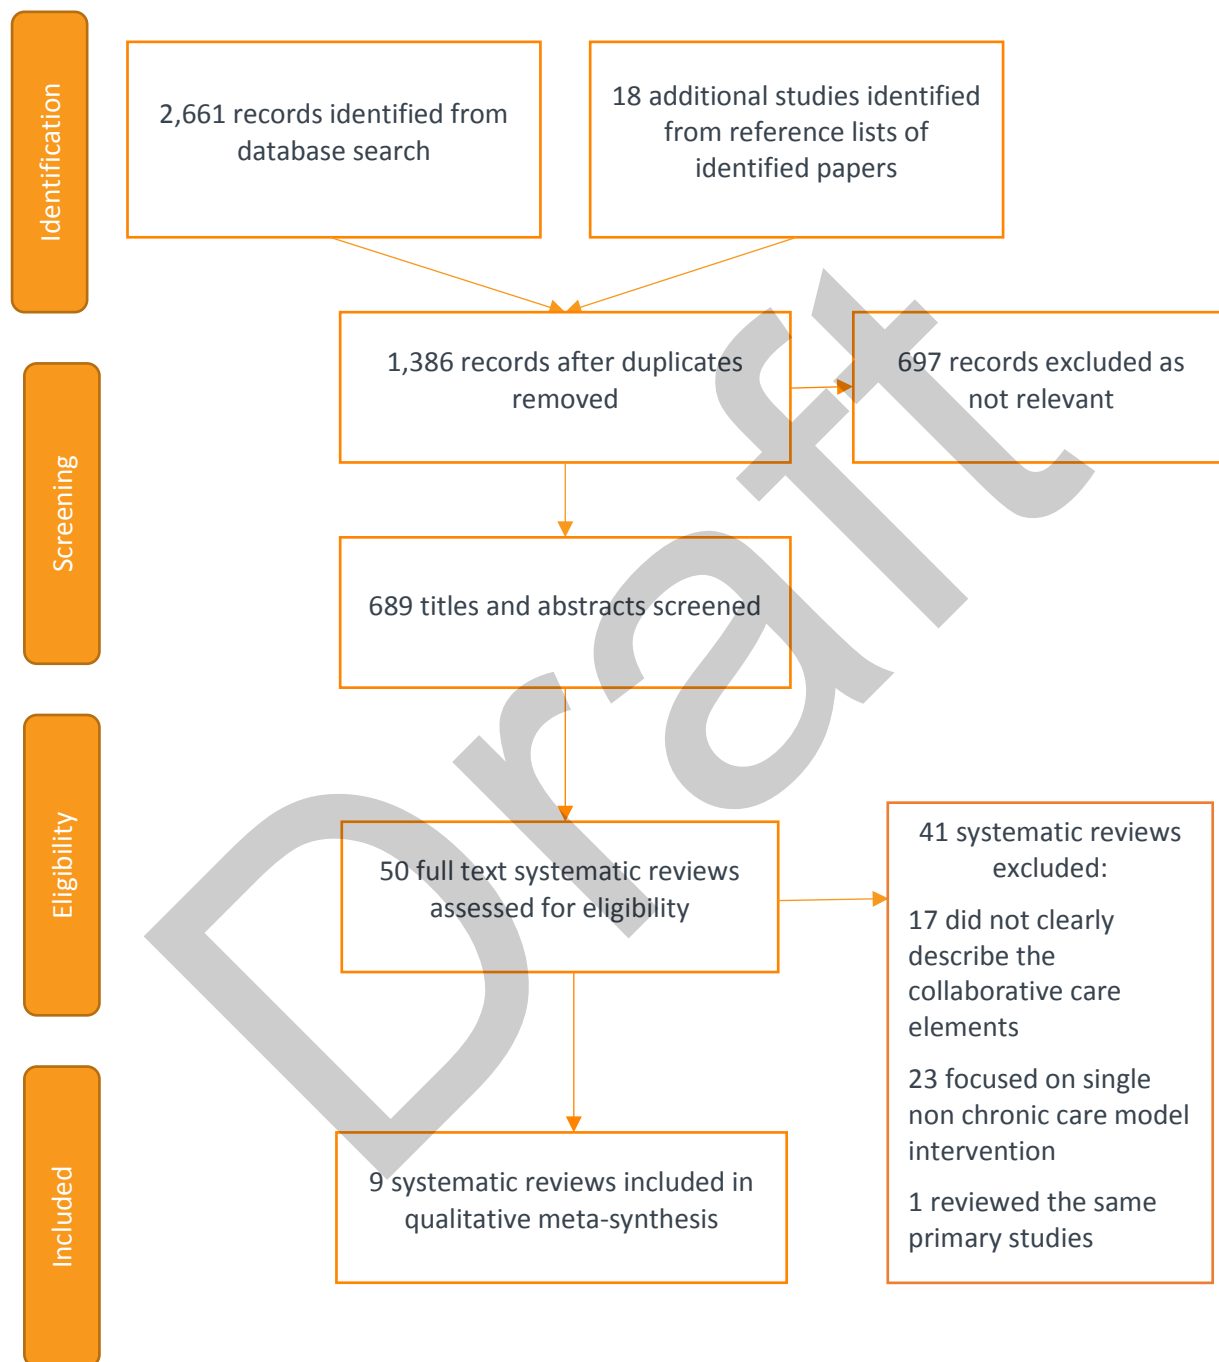 Identification
2,661 records identified from
database search
18 additional studies identified
from reference lists of
identified papers
1,386 records after duplicates
removed
697 records excluded as
not relevant
Screening
689 titles and abstracts screened
Eligibility
50 full text systematic reviews
assessed for eligibility
41 systematic reviews
excluded:
17 did not clearly
describe the
collaborative care
elements
23 focused on single
non chronic care model
intervention
1 reviewed the same
primary studies
Included
9 systematic reviews included in
qualitative meta-synthesis
Draft